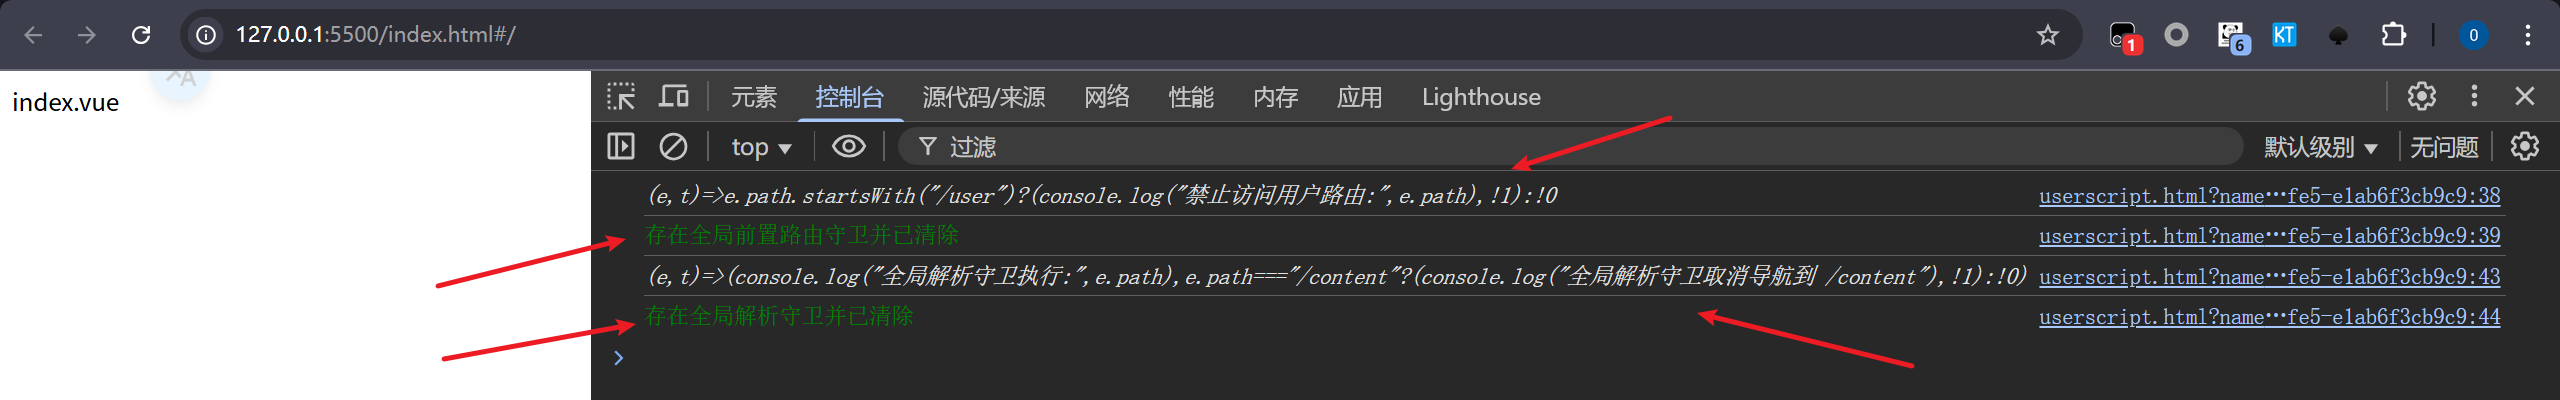 127.0.0.1:5500/index.html#/
1
6
KT
0
index.vue
元素 控制台 源代码/来源 网络 性能 内存 应用 Lighthouse
top 过滤 默认级别 无问题
(e,t)=>e.path.startsWith("/user")?(console.log("禁止访问用户路由:",e.path),!1):!0 userscript.html?name…fe5-e1ab6f3cb9c9:38
存在全局前置路由守卫并已清除 userscript.html?name…fe5-e1ab6f3cb9c9:39
(e,t)=>(console.log("全局解析守卫执行:",e.path),e.path==="/content"?(console.log("全局解析守卫取消导航到 /content"),!1):!0) userscript.html?name…fe5-e1ab6f3cb9c9:43
存在全局解析守卫并已清除 userscript.html?name…fe5-e1ab6f3cb9c9:44